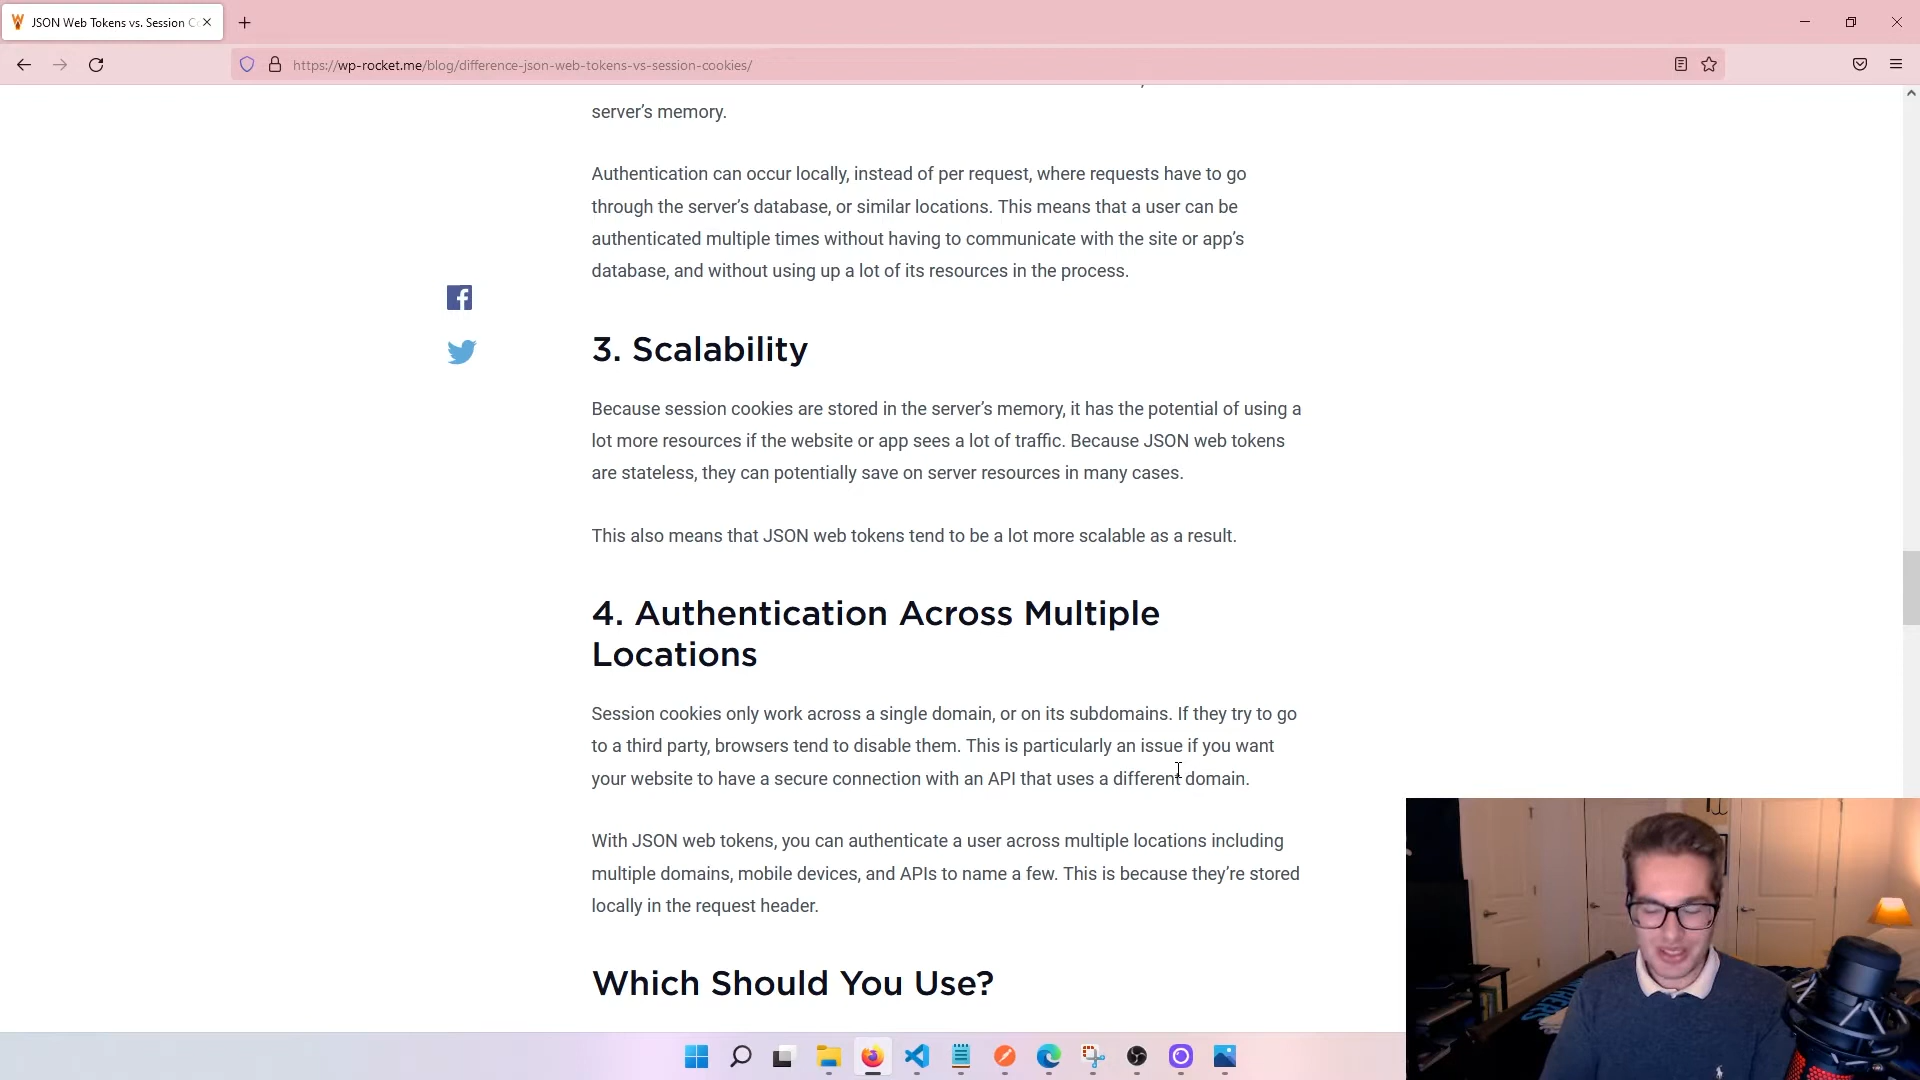 JSON Web Tokens vs. Session C
https://wp-rocket.me/blog/difference-json-web-tokens-vs-session-cookies/
server’s memory.
Authentication can occur locally, instead of per request, where requests have to go
through the server’s database, or similar locations. This means that a user can be
authenticated multiple times without having to communicate with the site or app’s
database, and without using up a lot of its resources in the process.
3. Scalability
Because session cookies are stored in the server’s memory, it has the potential of using a
lot more resources if the website or app sees a lot of traffic. Because JSON web tokens
are stateless, they can potentially save on server resources in many cases.
This also means that JSON web tokens tend to be a lot more scalable as a result.
4. Authentication Across Multiple
Locations
Session cookies only work across a single domain, or on its subdomains. If they try to go
to a third party, browsers tend to disable them. This is particularly an issue if you want
your website to have a secure connection with an API that uses a different domain.
With JSON web tokens, you can authenticate a user across multiple locations including
multiple domains, mobile devices, and APIs to name a few. This is because they’re stored
locally in the request header.
Which Should You Use?